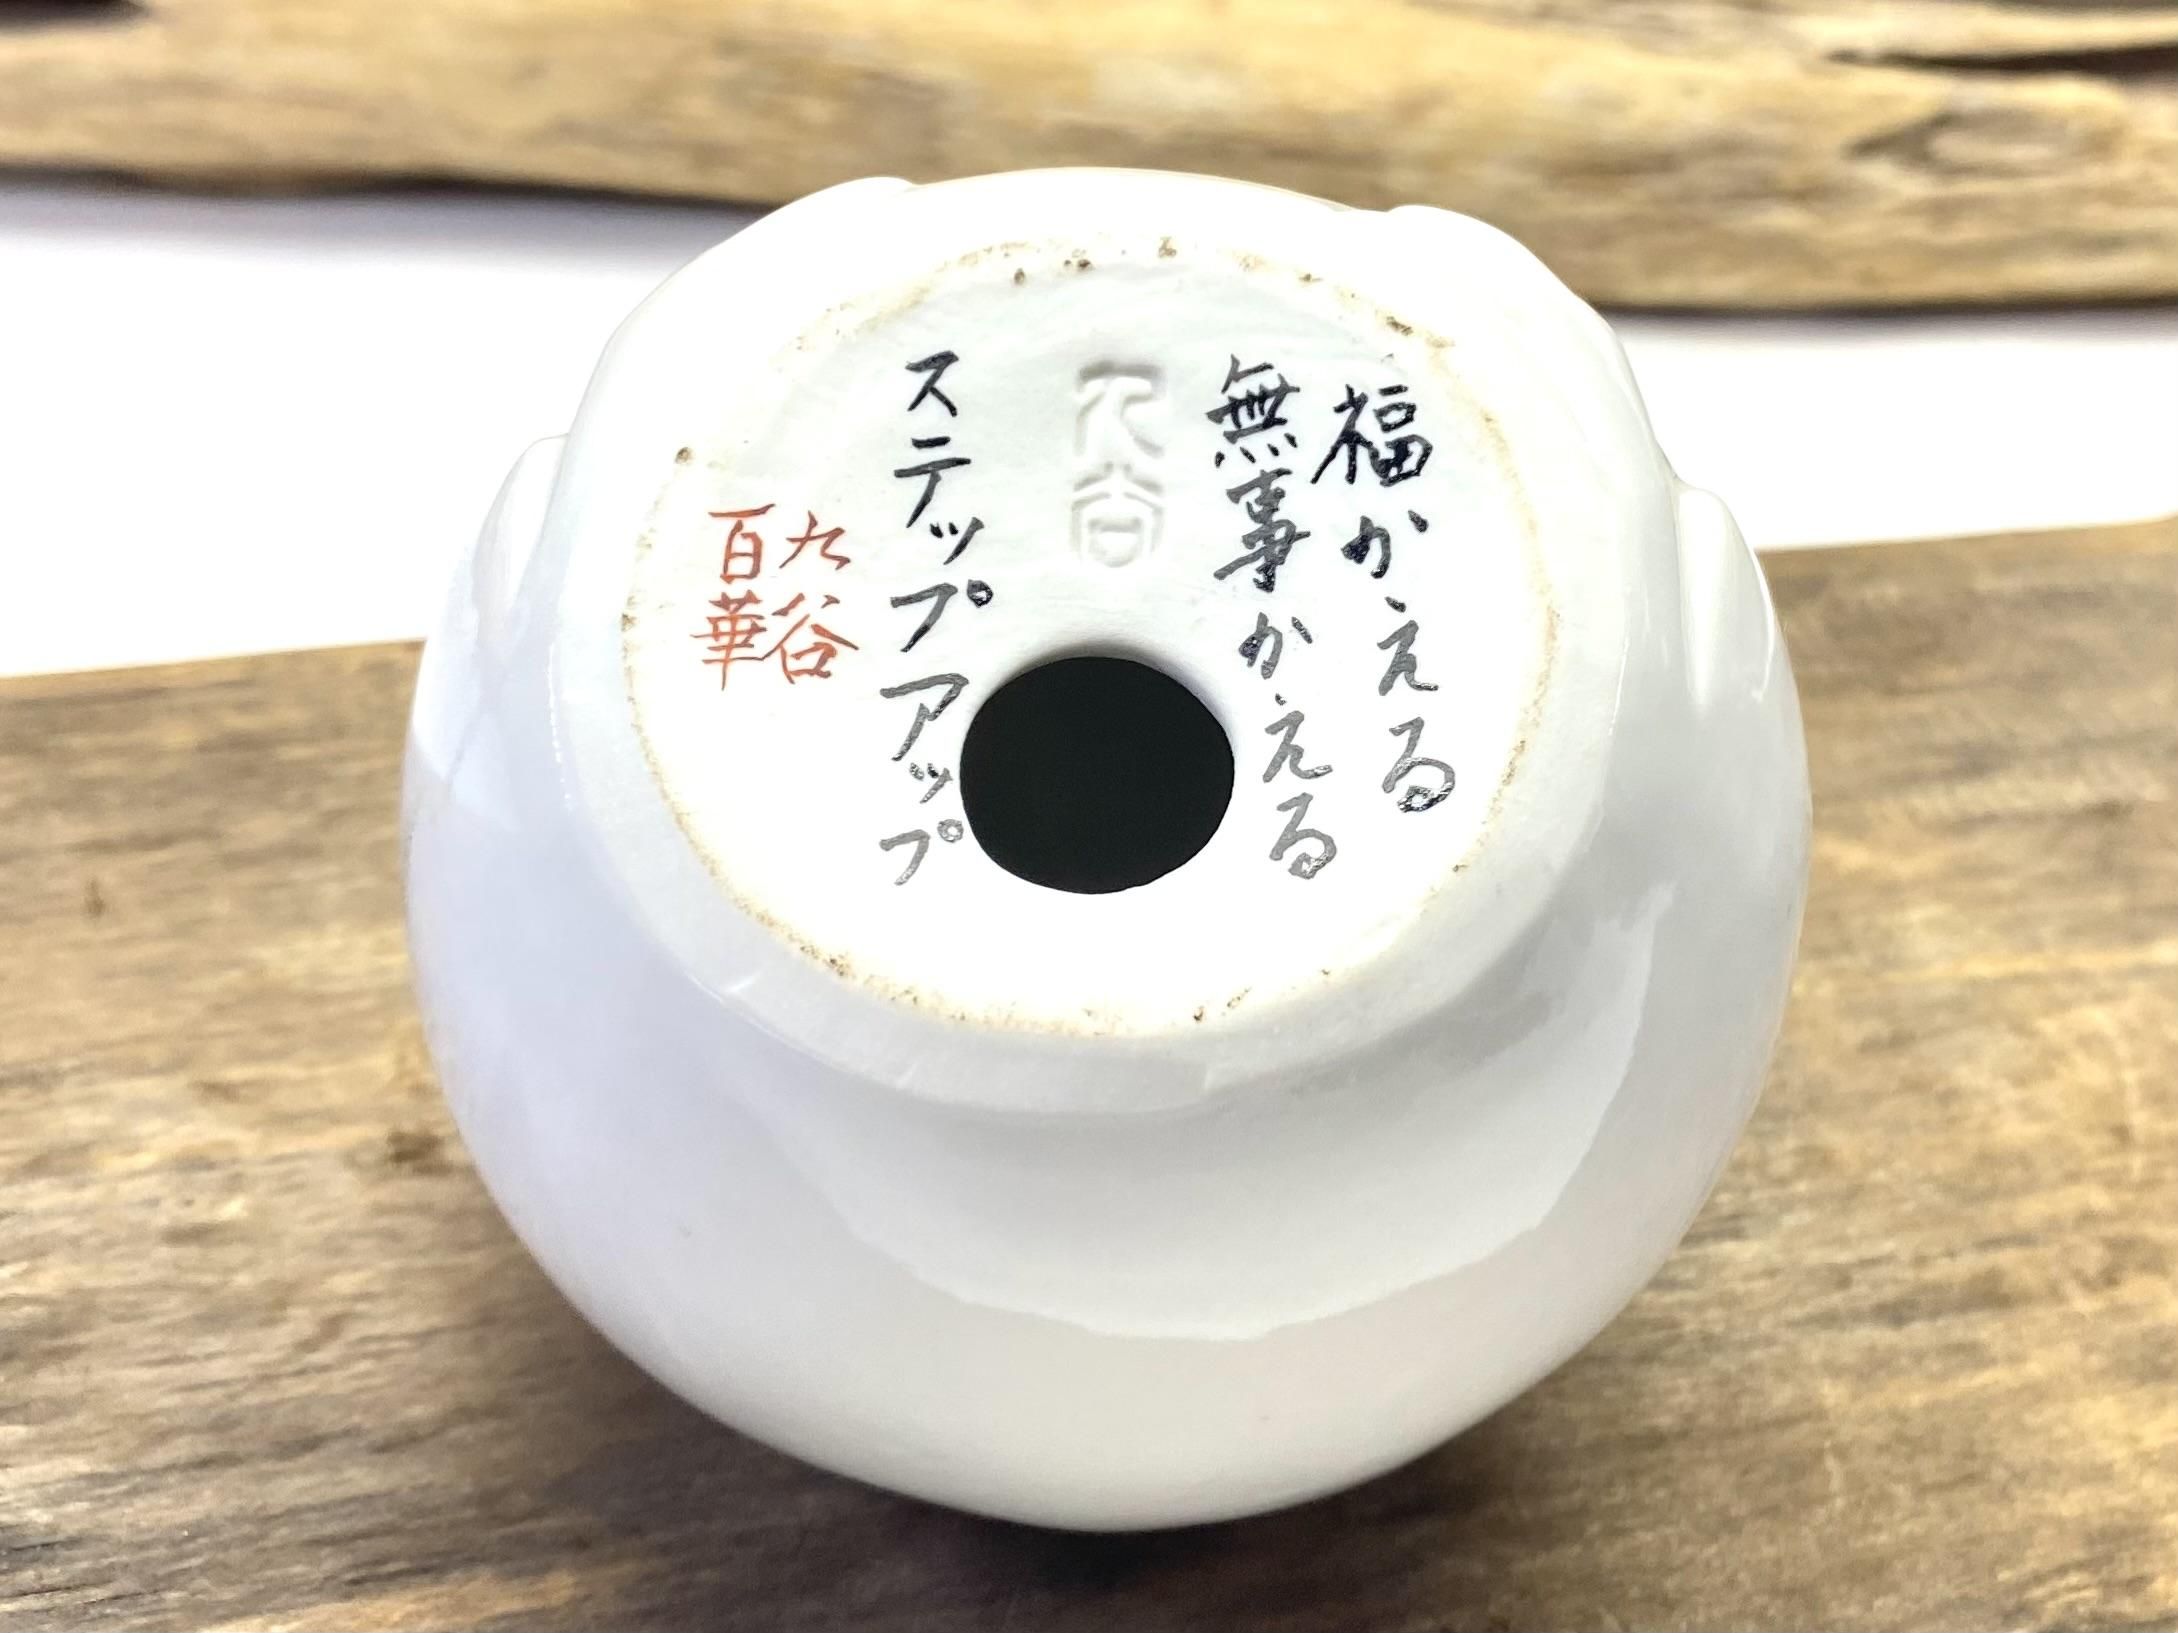 福かえる
無事かえる
九谷
ステップアップ
九谷
百華